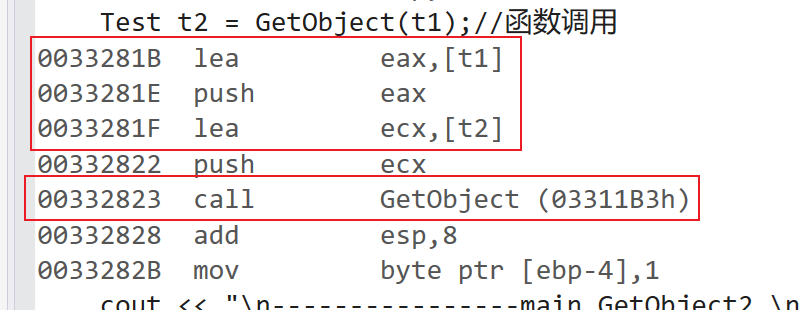 Test t2 = GetObject(t1);//函数调用
0033281B lea eax,[t1]
0033281E push eax
0033281F lea ecx,[t2]
00332822 push ecx
00332823 call GetObject (03311B3h)
00332828 add esp,8
0033282B mov byte ptr [ebp-4],1
cout << "\n----------------main GetObject2 \n